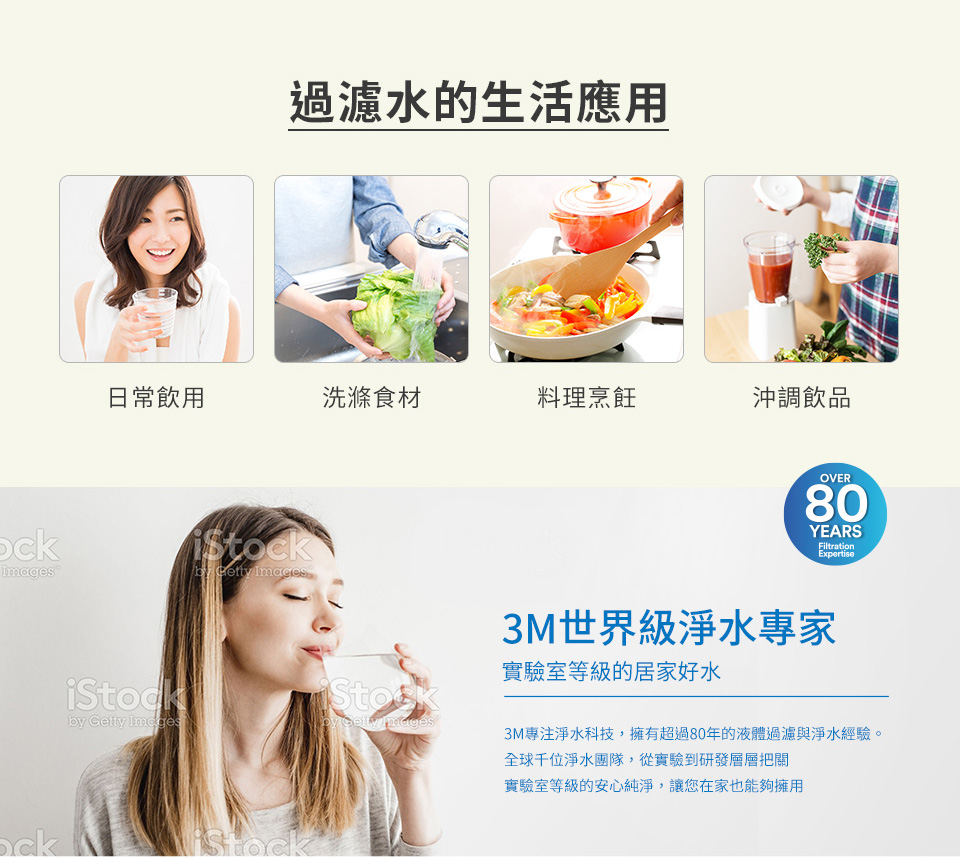 過濾水的生活應用
日常飲用
洗滌食材
料理烹飪
沖調飲品
OVER
80
YEARS
Filtration
Expertise
ock
images
iStock
by Getty Images
iStock
by Getty Images
iStock
by Getty Images
3M世界級淨水專家
實驗室等級的居家好水
3M專注淨水科技，擁有超過80年的液體過濾與淨水經驗。
全球千位淨水團隊，從實驗到研發層層把關
實驗室等級的安心純淨，讓您在家也能夠擁用
ock
iStock